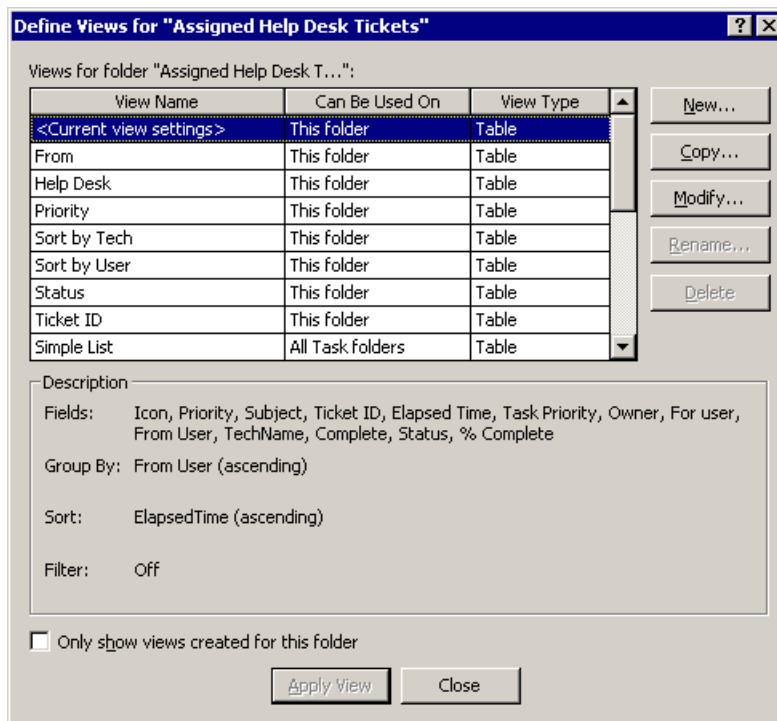 Define Views for "Assigned Help Desk Tickets"
Views for folder "Assigned Help Desk T...":
View Name Can Be Used On View Type
<Current view settings> This folder Table
From This folder Table
Help Desk This folder Table
Priority This folder Table
Sort by Tech This folder Table
Sort by User This folder Table
Status This folder Table
Ticket ID This folder Table
Simple List All Task folders Table
New...
Copy...
Modify...
Rename...
Delete
Description
Fields: Icon, Priority, Subject, Ticket ID, Elapsed Time, Task Priority, Owner, For user,
From User, TechName, Complete, Status, % Complete
Group By: From User (ascending)
Sort: ElapsedTime (ascending)
Filter: Off
Only show views created for this folder
Apply View Close